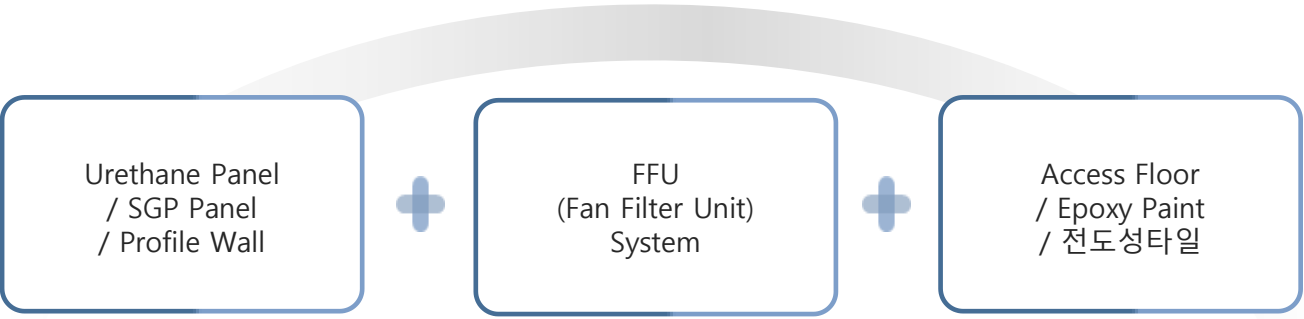 Urethane Panel
/ SGP Panel
/ Profile Wall
FFU
(Fan Filter Unit)
System
Access Floor
/ Epoxy Paint
/ 전도성타일